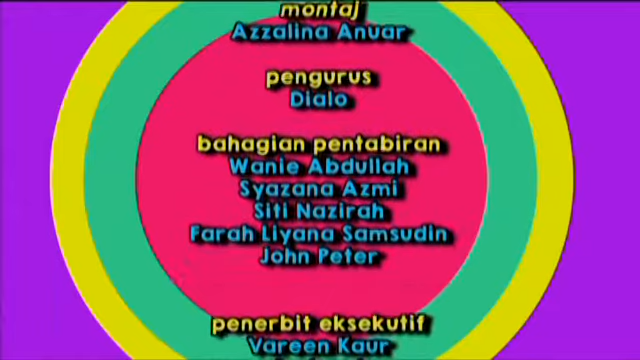 montaj
Azzalina Anuar
pengurus
Dialo
bahagian pentabiran
Wanie Abdullah
Syazana Azmi
Siti Nazirah
Farah Liyana Samsudin
John Peter
penerbit eksekutif
Vareen Kaur